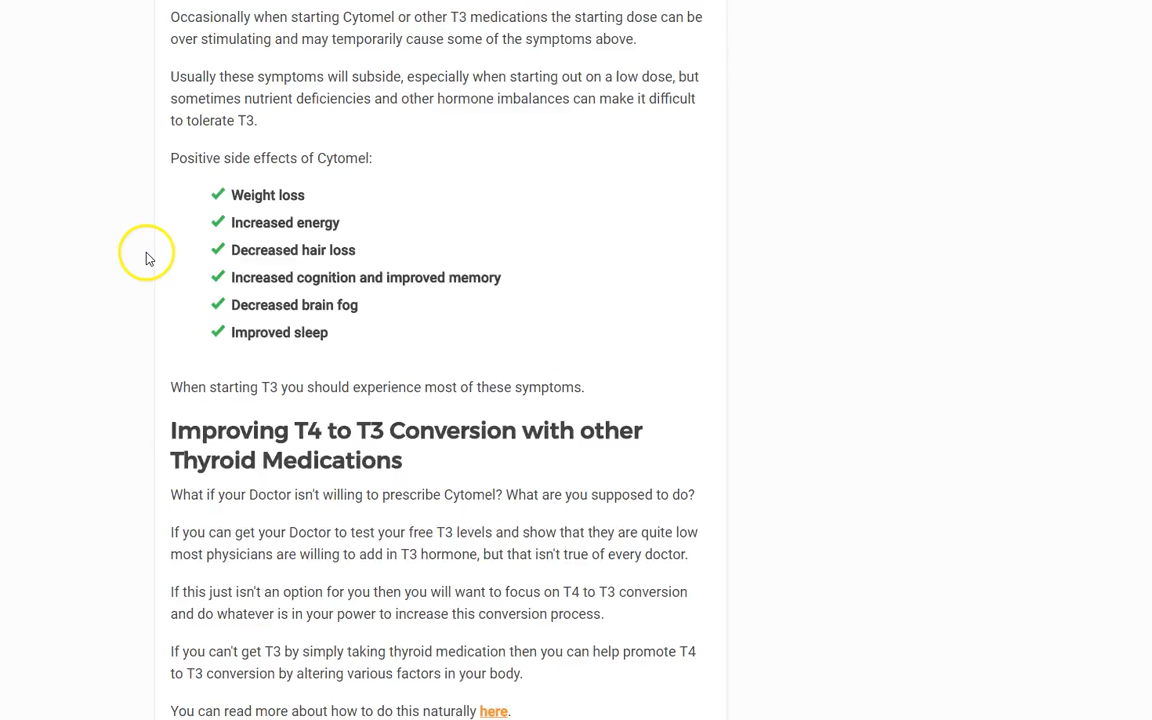 Occasionally when starting Cytomel or other T3 medications the starting dose can be
over stimulating and may temporarily cause some of the symptoms above.
Usually these symptoms will subside, especially when starting out on a low dose, but
sometimes nutrient deficiencies and other hormone imbalances can make it difficult
to tolerate T3.
Positive side effects of Cytomel:
Weight loss
Increased energy
Decreased hair loss
Increased cognition and improved memory
Decreased brain fog
Improved sleep
When starting T3 you should experience most of these symptoms.
Improving T4 to T3 Conversion with other
Thyroid Medications
What if your Doctor isn't willing to prescribe Cytomel? What are you supposed to do?
If you can get your Doctor to test your free T3 levels and show that they are quite low
most physicians are willing to add in T3 hormone, but that isn't true of every doctor.
If this just isn't an option for you then you will want to focus on T4 to T3 conversion
and do whatever is in your power to increase this conversion process.
If you can't get T3 by simply taking thyroid medication then you can help promote T4
to T3 conversion by altering various factors in your body.
You can read more about how to do this naturally here.